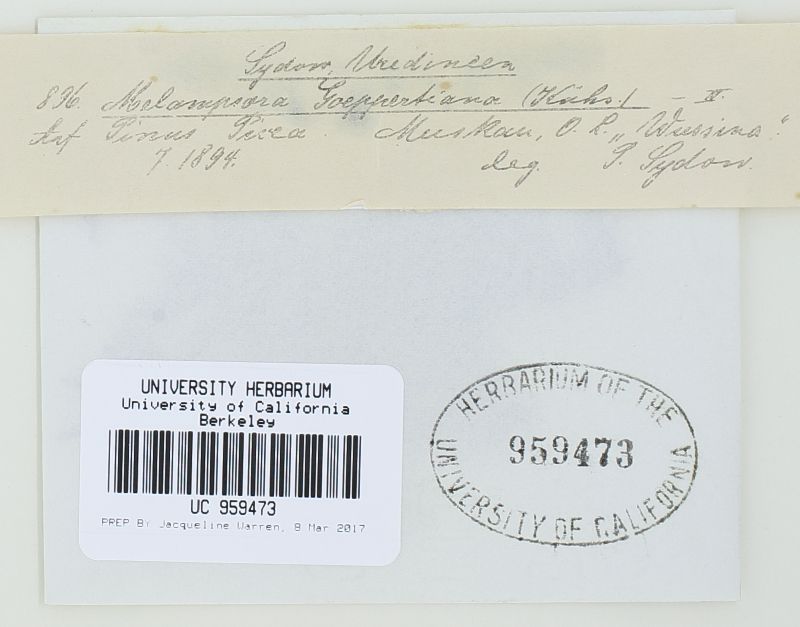 Sydow, Uredineen
896. Melampsora Goeppertiana (Kühn.) — II.
Auf Pinus Picea. Muskau, O. L. „Wussina".
7. 1894. leg. P. Sydow.
UNIVERSITY HERBARIUM
University of California
Berkeley
UC 959473
PREP BY Jacqueline Warren, 8 Mar 2017
HERBARIUM OF THE
959473
UNIVERSITY OF CALIFORNIA